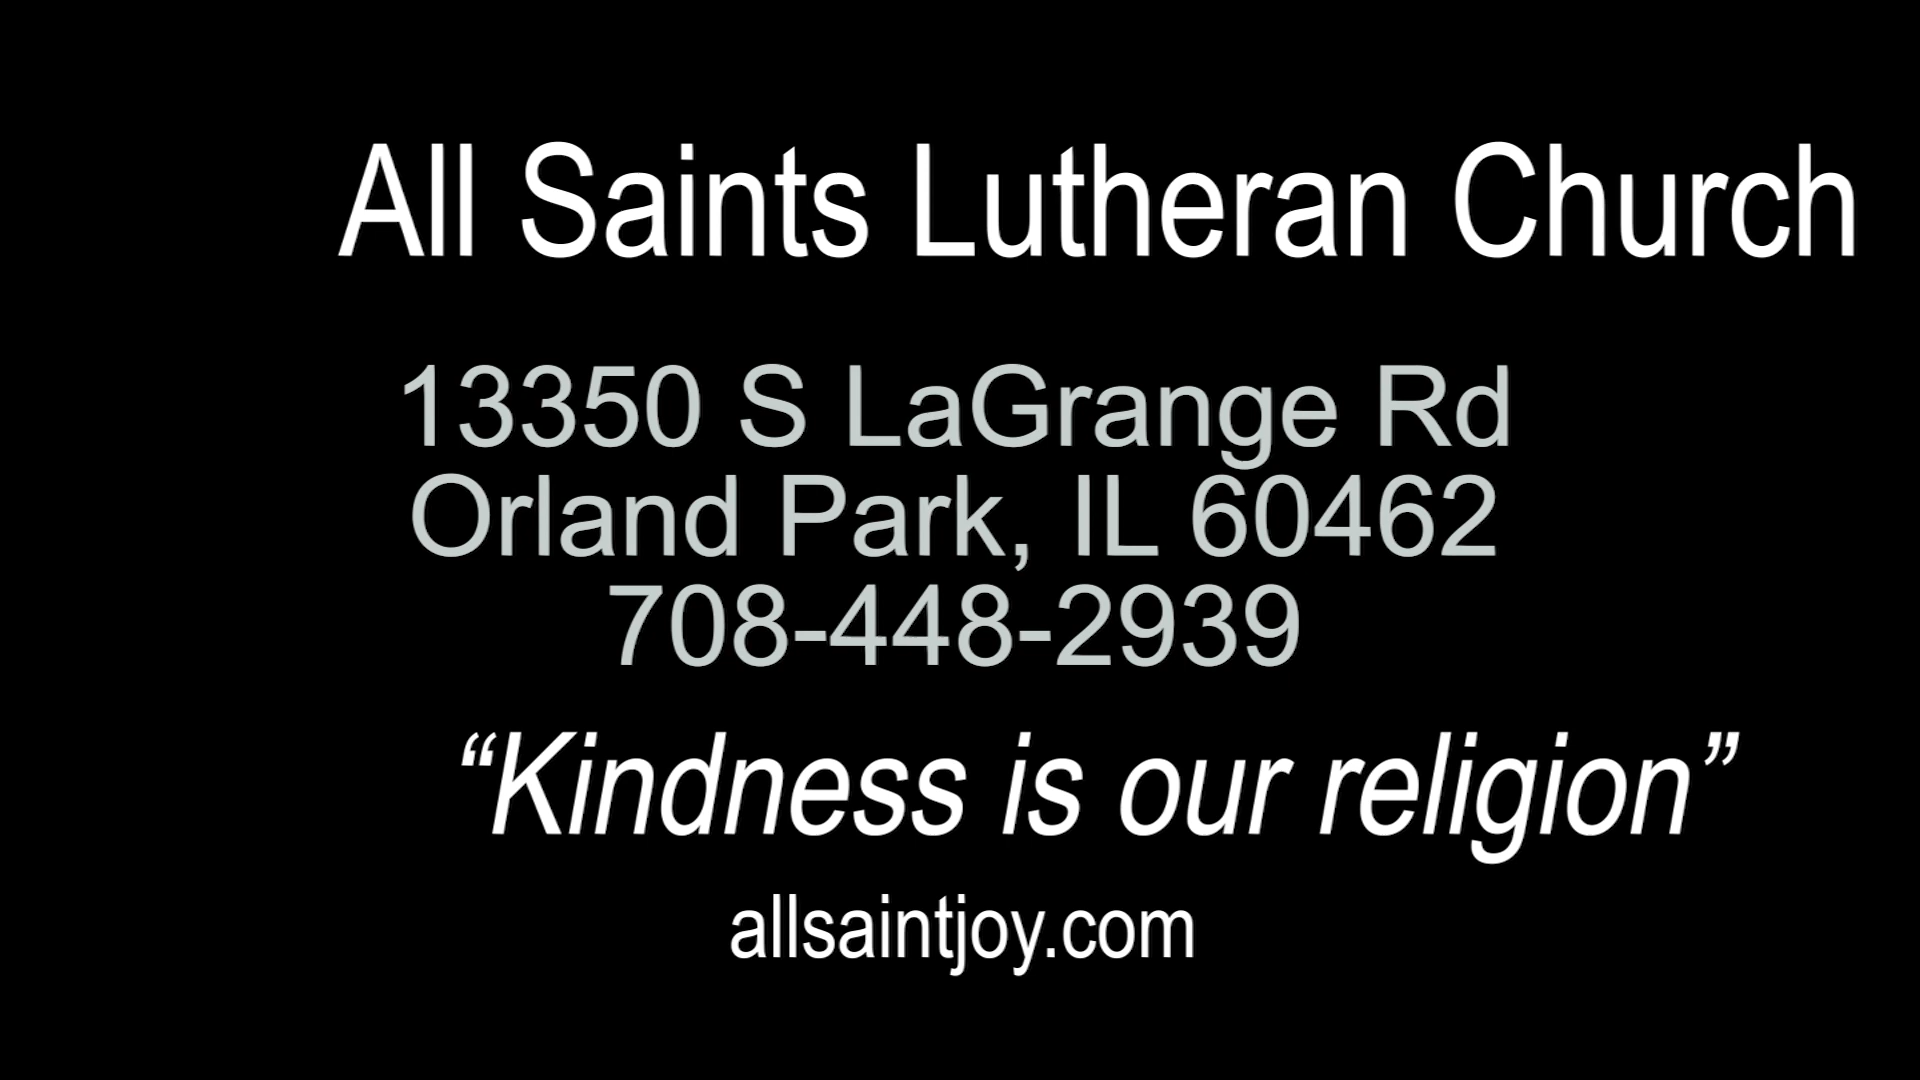 All Saints Lutheran Church
13350 S LaGrange Rd
Orland Park, IL 60462
708-448-2939
“Kindness is our religion”
allsaintjoy.com